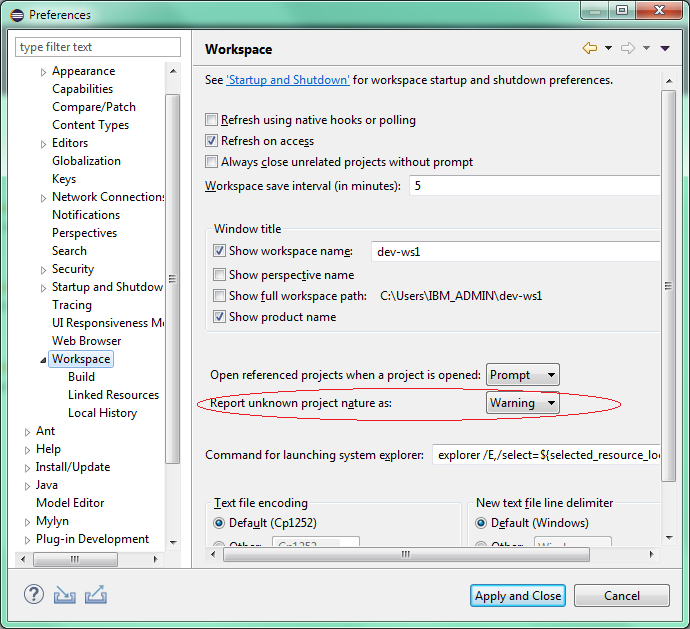 Preferences
type filter text
Appearance
Capabilities
Compare/Patch
Content Types
Editors
Globalization
Keys
Network Connections
Notifications
Perspectives
Search
Security
Startup and Shutdow
Tracing
UI Responsiveness M
Web Browser
Workspace
Build
Linked Resources
Local History
Ant
Help
Install/Update
Java
Model Editor
Mylyn
Plug-in Development
Workspace
See 'Startup and Shutdown' for workspace startup and shutdown preferences.
Refresh using native hooks or polling
Refresh on access
Always close unrelated projects without prompt
Workspace save interval (in minutes): 5
Window title
Show workspace name: dev-ws1
Show perspective name
Show full workspace path: C:\Users\IBM_ADMIN\dev-ws1
Show product name
Open referenced projects when a project is opened: Prompt
Report unknown project nature as: Warning
Command for launching system explorer: explorer /E,/select=${selected_resource_loc
Text file encoding
Default (Cp1252)
Other: Cp1252
New text file line delimiter
Default (Windows)
Other: Windows
Apply and Close
Cancel